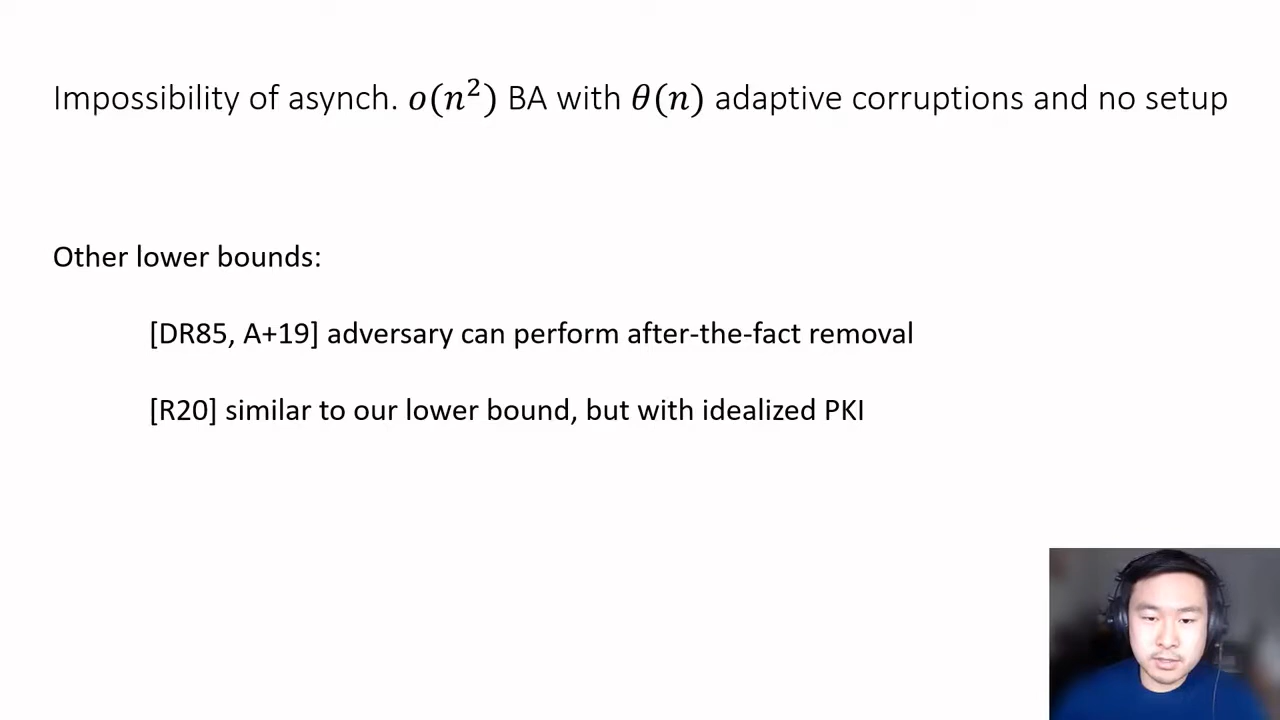 Impossibility of asynch. 𝑜(𝑛²) BA with 𝜃(𝑛) adaptive corruptions and no setup
Other lower bounds:
[DR85, A+19] adversary can perform after-the-fact removal
[R20] similar to our lower bound, but with idealized PKI